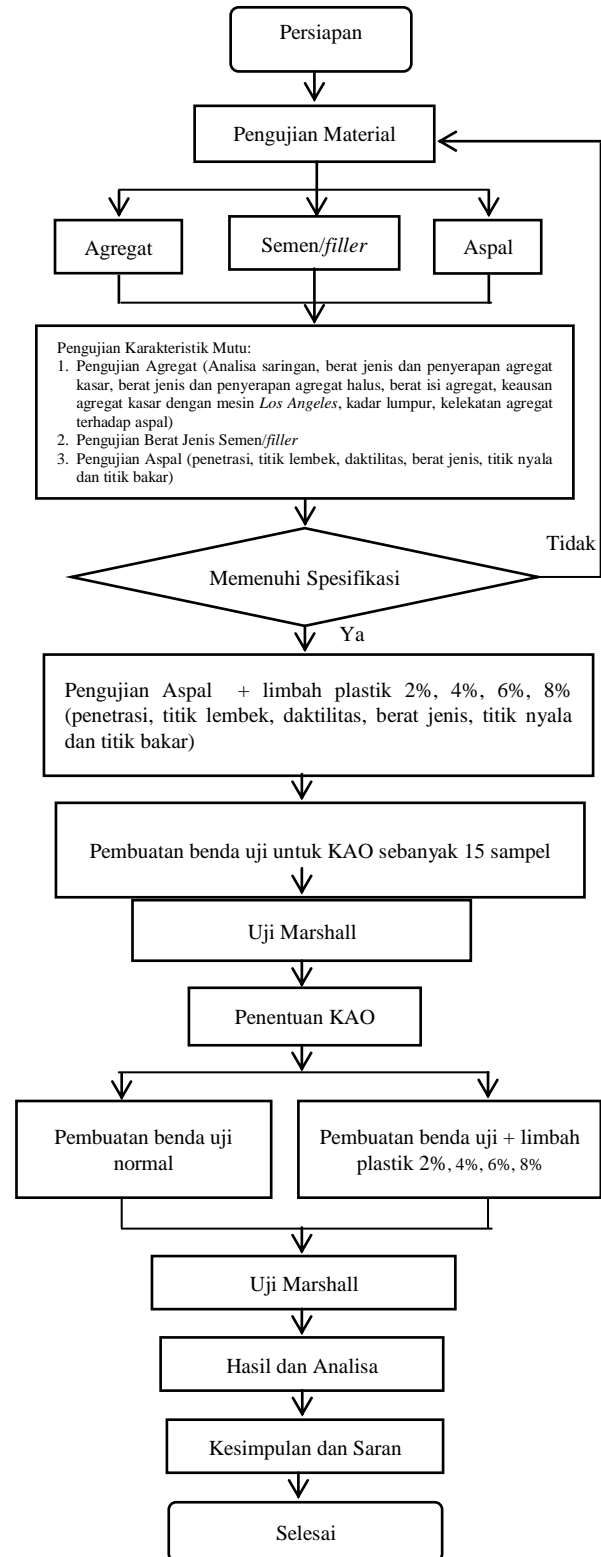 Persiapan
Pengujian Material
Agregat
Semen/filler
Aspal
Pengujian Karakteristik Mutu:
1. Pengujian Agregat (Analisa saringan, berat jenis dan penyerapan agregat
kasar, berat jenis dan penyerapan agregat halus, berat isi agregat, keausan
agregat kasar dengan mesin Los Angeles, kadar lumpur, kelekatan agregat
terhadap aspal)
2. Pengujian Berat Jenis Semen/filler
3. Pengujian Aspal (penetrasi, titik lembek, daktilitas, berat jenis, titik nyala
dan titik bakar)
Tidak
Memenuhi Spesifikasi
Ya
Pengujian Aspal + limbah plastik 2%, 4%, 6%, 8%
(penetrasi, titik lembek, daktilitas, berat jenis, titik nyala
dan titik bakar)
Pembuatan benda uji untuk KAO sebanyak 15 sampel
Uji Marshall
Penentuan KAO
Pembuatan benda uji
normal
Pembuatan benda uji + limbah
plastik 2%, 4%, 6%, 8%
Uji Marshall
Hasil dan Analisa
Kesimpulan dan Saran
Selesai